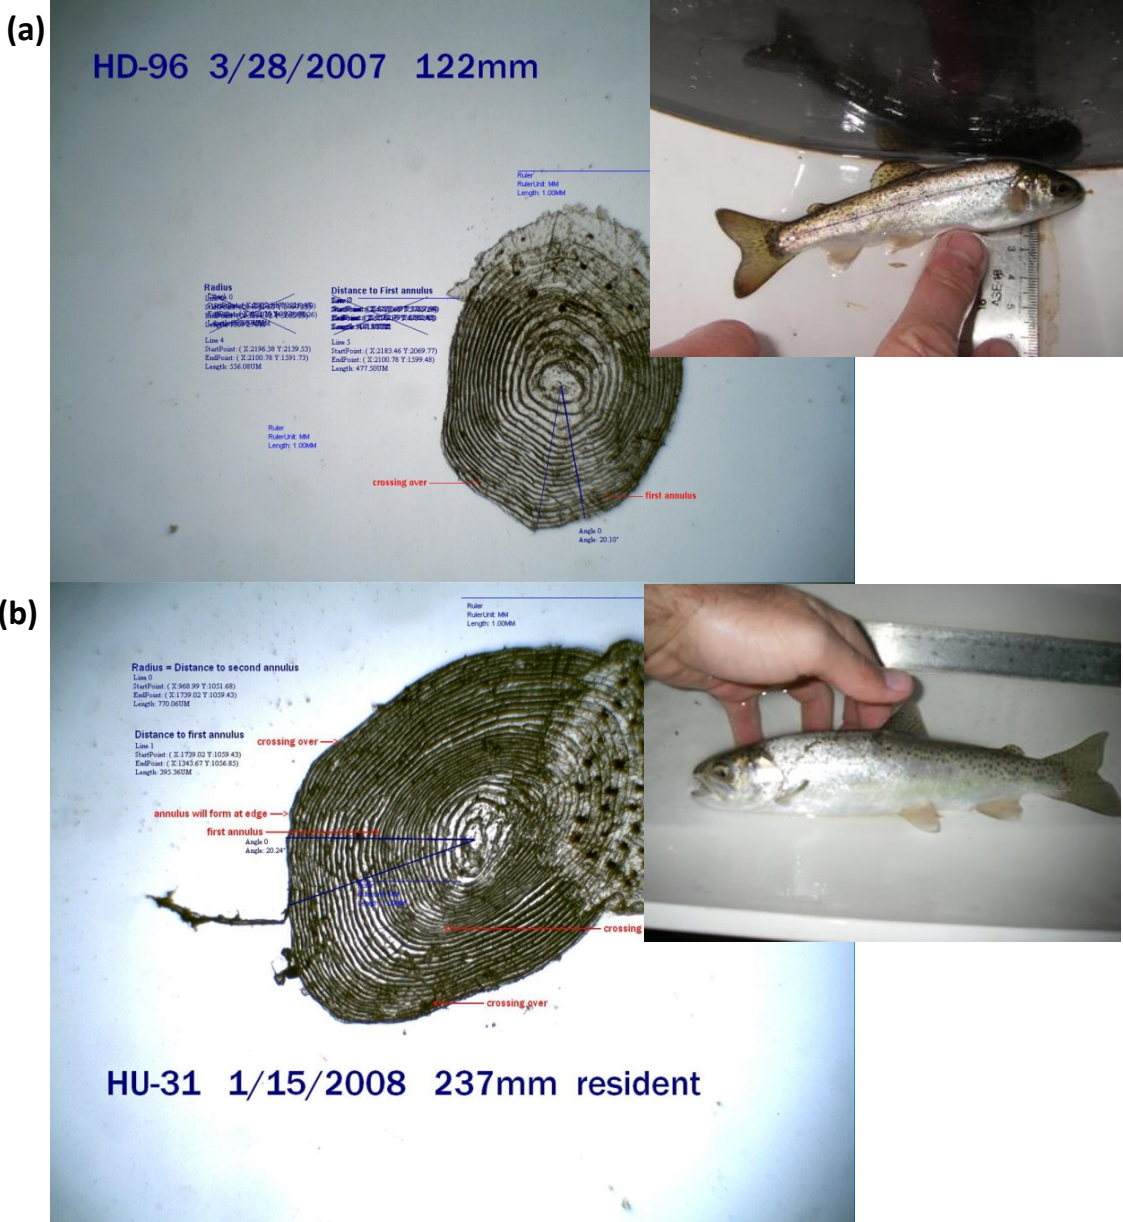 (a)
HD-96 3/28/2007 122mm
Ruler
RulerUnit: MM
Length: 1.00MM
Radius
Line 4
StartPoint: ( X:2196.38 Y:2139.53)
EndPoint: ( X:2100.78 Y:1591.73)
Length: 556.08UM
Distance to First annulus
Line 5
StartPoint: ( X:2183.46 Y:2069.77)
EndPoint: ( X:2100.78 Y:1599.48)
Length: 477.50UM
Ruler
RulerUnit: MM
Length: 1.00MM
crossing over
first annulus
Angle 0
Angle: 20.10°
3
4
5
(b)
Ruler
RulerUnit: MM
Length: 1.00MM
Radius = Distance to second annulus
Line 0
StartPoint: ( X:968.99 Y:1051.68)
EndPoint: ( X:1739.02 Y:1059.43)
Length: 770.06UM
Distance to first annulus
Line 1
StartPoint: ( X:1739.02 Y:1059.43)
EndPoint: ( X:1343.67 Y:1056.85)
Length: 395.36UM
crossing over
annulus will form at edge
first annulus
Angle 0
Angle: 20.24°
crossing
crossing over
HU-31 1/15/2008 237mm resident